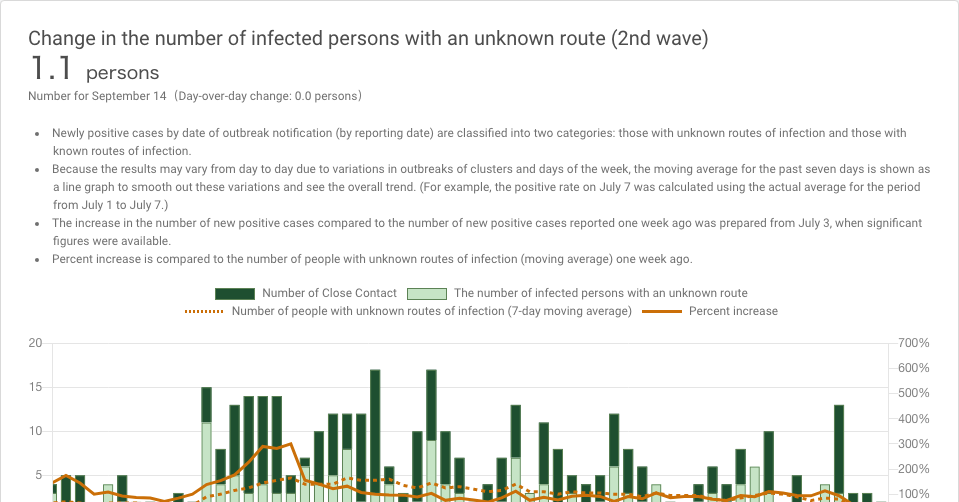 Change in the number of infected persons with an unknown route (2nd wave)
1.1 persons
Number for September 14（Day-over-day change: 0.0 persons）
• Newly positive cases by date of outbreak notification (by reporting date) are classified into two categories: those with unknown routes of infection and those with
known routes of infection.
• Because the results may vary from day to day due to variations in outbreaks of clusters and days of the week, the moving average for the past seven days is shown as
a line graph to smooth out these variations and see the overall trend. (For example, the positive rate on July 7 was calculated using the actual average for the period
from July 1 to July 7.)
• The increase in the number of new positive cases compared to the number of new positive cases reported one week ago was prepared from July 3, when significant
figures were available.
• Percent increase is compared to the number of people with unknown routes of infection (moving average) one week ago.
Number of Close Contact The number of infected persons with an unknown route
Number of people with unknown routes of infection (7-day moving average) Percent increase
20 700%
600%
15 500%
400%
10 300%
200%
5 100%